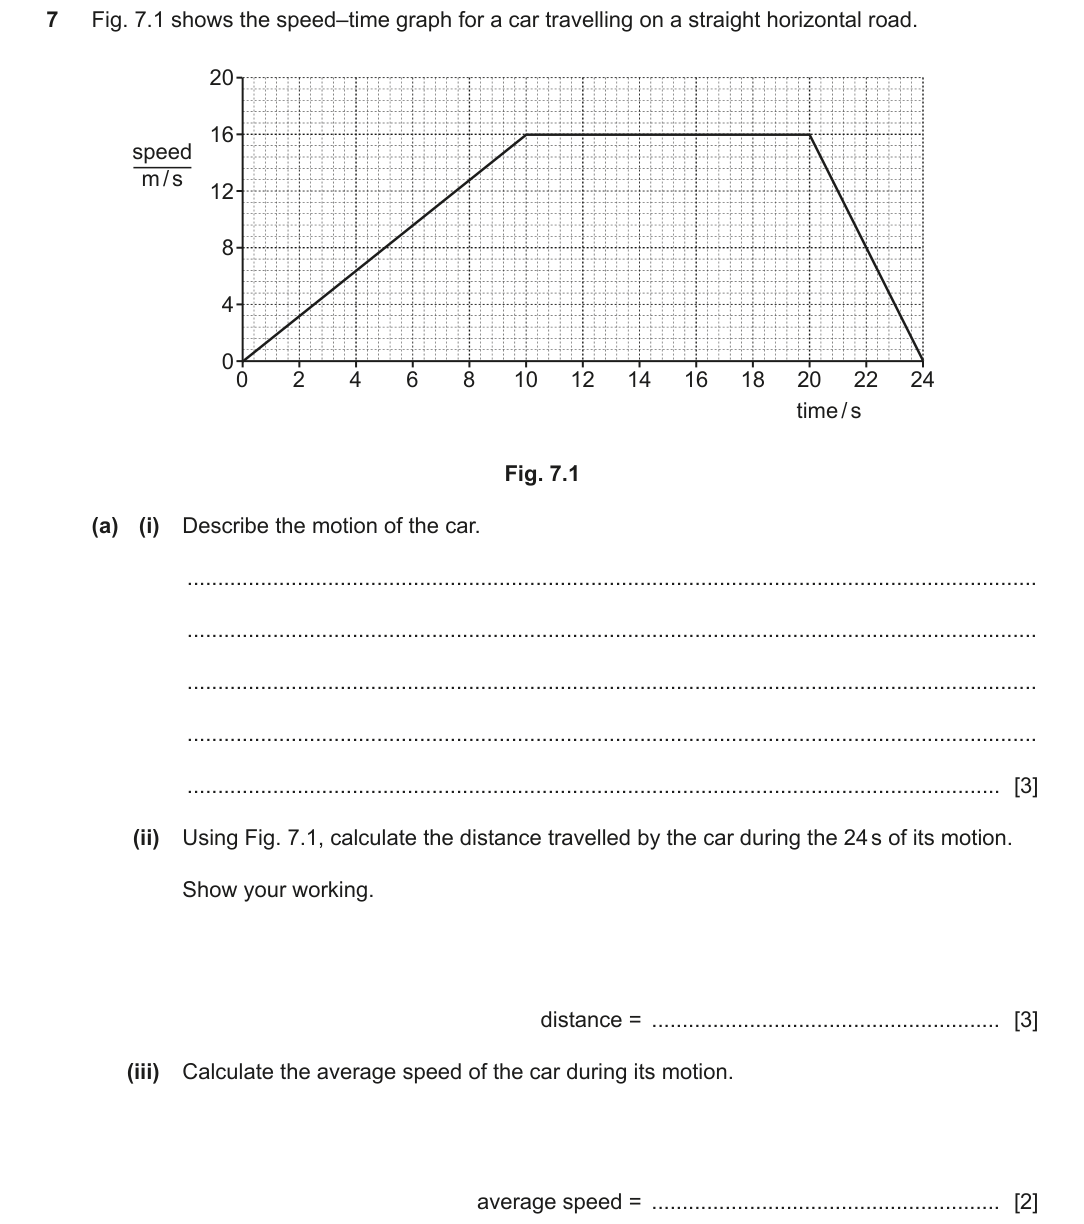 7 Fig. 7.1 shows the speed–time graph for a car travelling on a straight horizontal road.
20
16
speed
m / s
12
8
4
0
0 2 4 6 8 10 12 14 16 18 20 22 24
time / s
Fig. 7.1
(a) (i) Describe the motion of the car.
..........................................................................................................................................
..........................................................................................................................................
..........................................................................................................................................
..........................................................................................................................................
.................................................................................................................................... [3]
(ii) Using Fig. 7.1, calculate the distance travelled by the car during the 24 s of its motion.
Show your working.
distance = ......................................................... [3]
(iii) Calculate the average speed of the car during its motion.
average speed = ......................................................... [2]